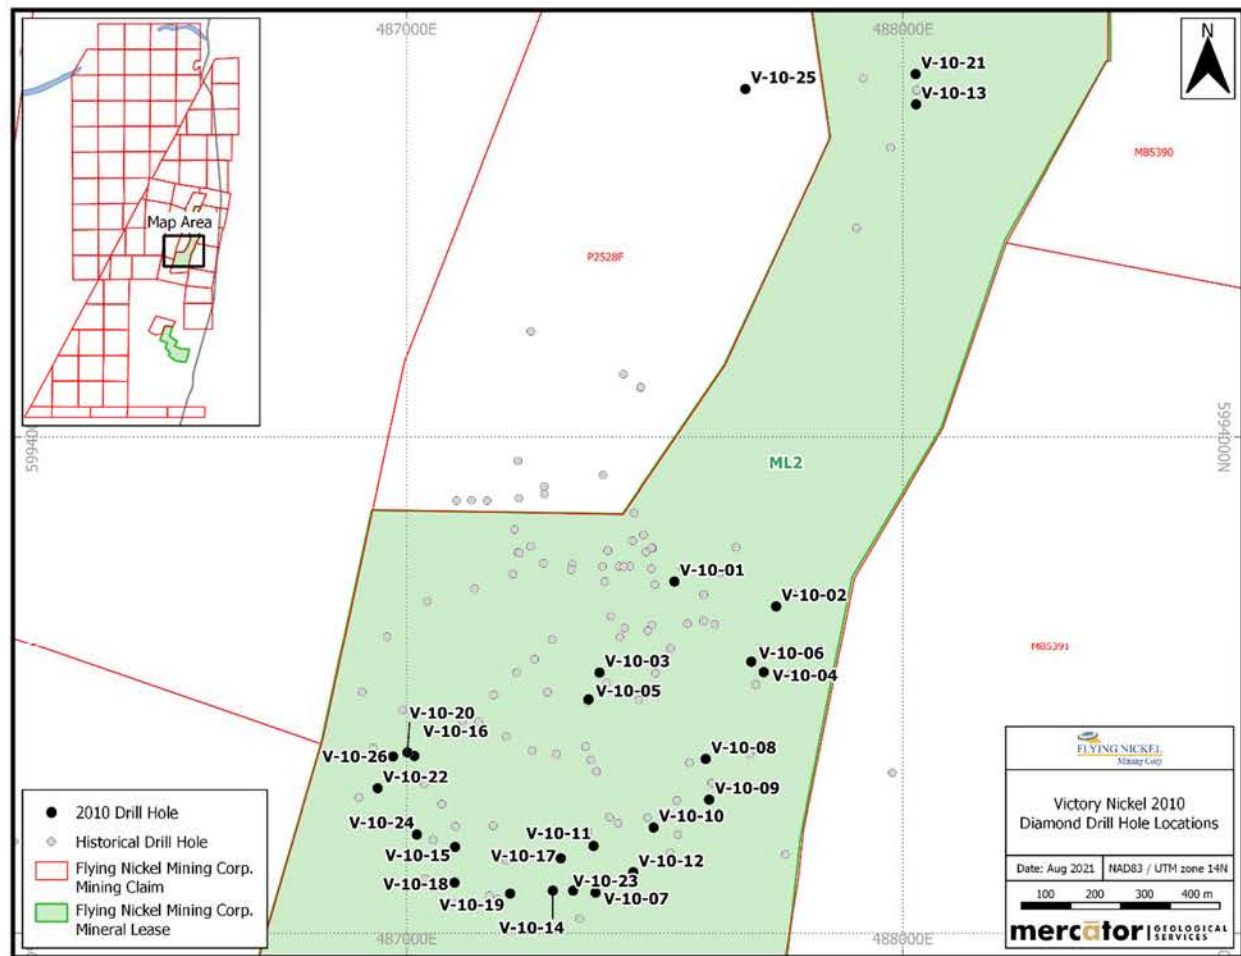 487000E
488000E
N
V-10-25
V-10-21
V-10-13
MB5390
Map Area
P2528F
5994000N
ML2
V-10-01
V-10-02
V-10-03
V-10-06
V-10-04
MB5391
V-10-05
V-10-20
V-10-16
V-10-26
V-10-08
V-10-22
V-10-09
V-10-24
V-10-10
V-10-11
V-10-15
V-10-17
V-10-12
V-10-18
V-10-23
V-10-19
V-10-07
V-10-14
487000E
488000E
2010 Drill Hole
Historical Drill Hole
Flying Nickel Mining Corp.
Mining Claim
Flying Nickel Mining Corp.
Mineral Lease
FLYING NICKEL
Mining Corp
Victory Nickel 2010
Diamond Drill Hole Locations
Date: Aug 2021
NAD83 / UTM zone 14N
100 200 300 400 m
mercator GEOLOGICAL
SERVICES